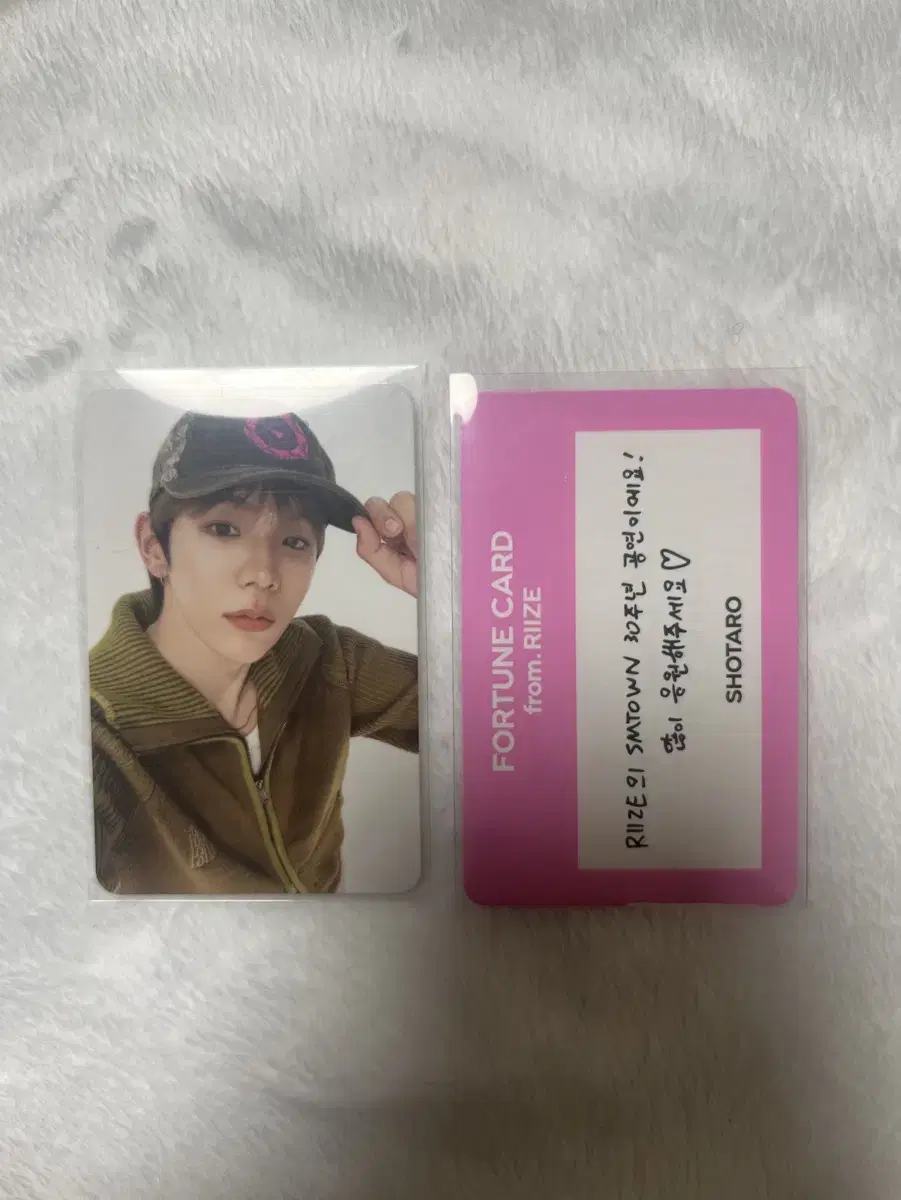 FORTUNE CARD
from. RIIZE
RIIZE의 SMTOWN 30주년 공연이에요!
많이 응원해주세요♡
SHOTARO